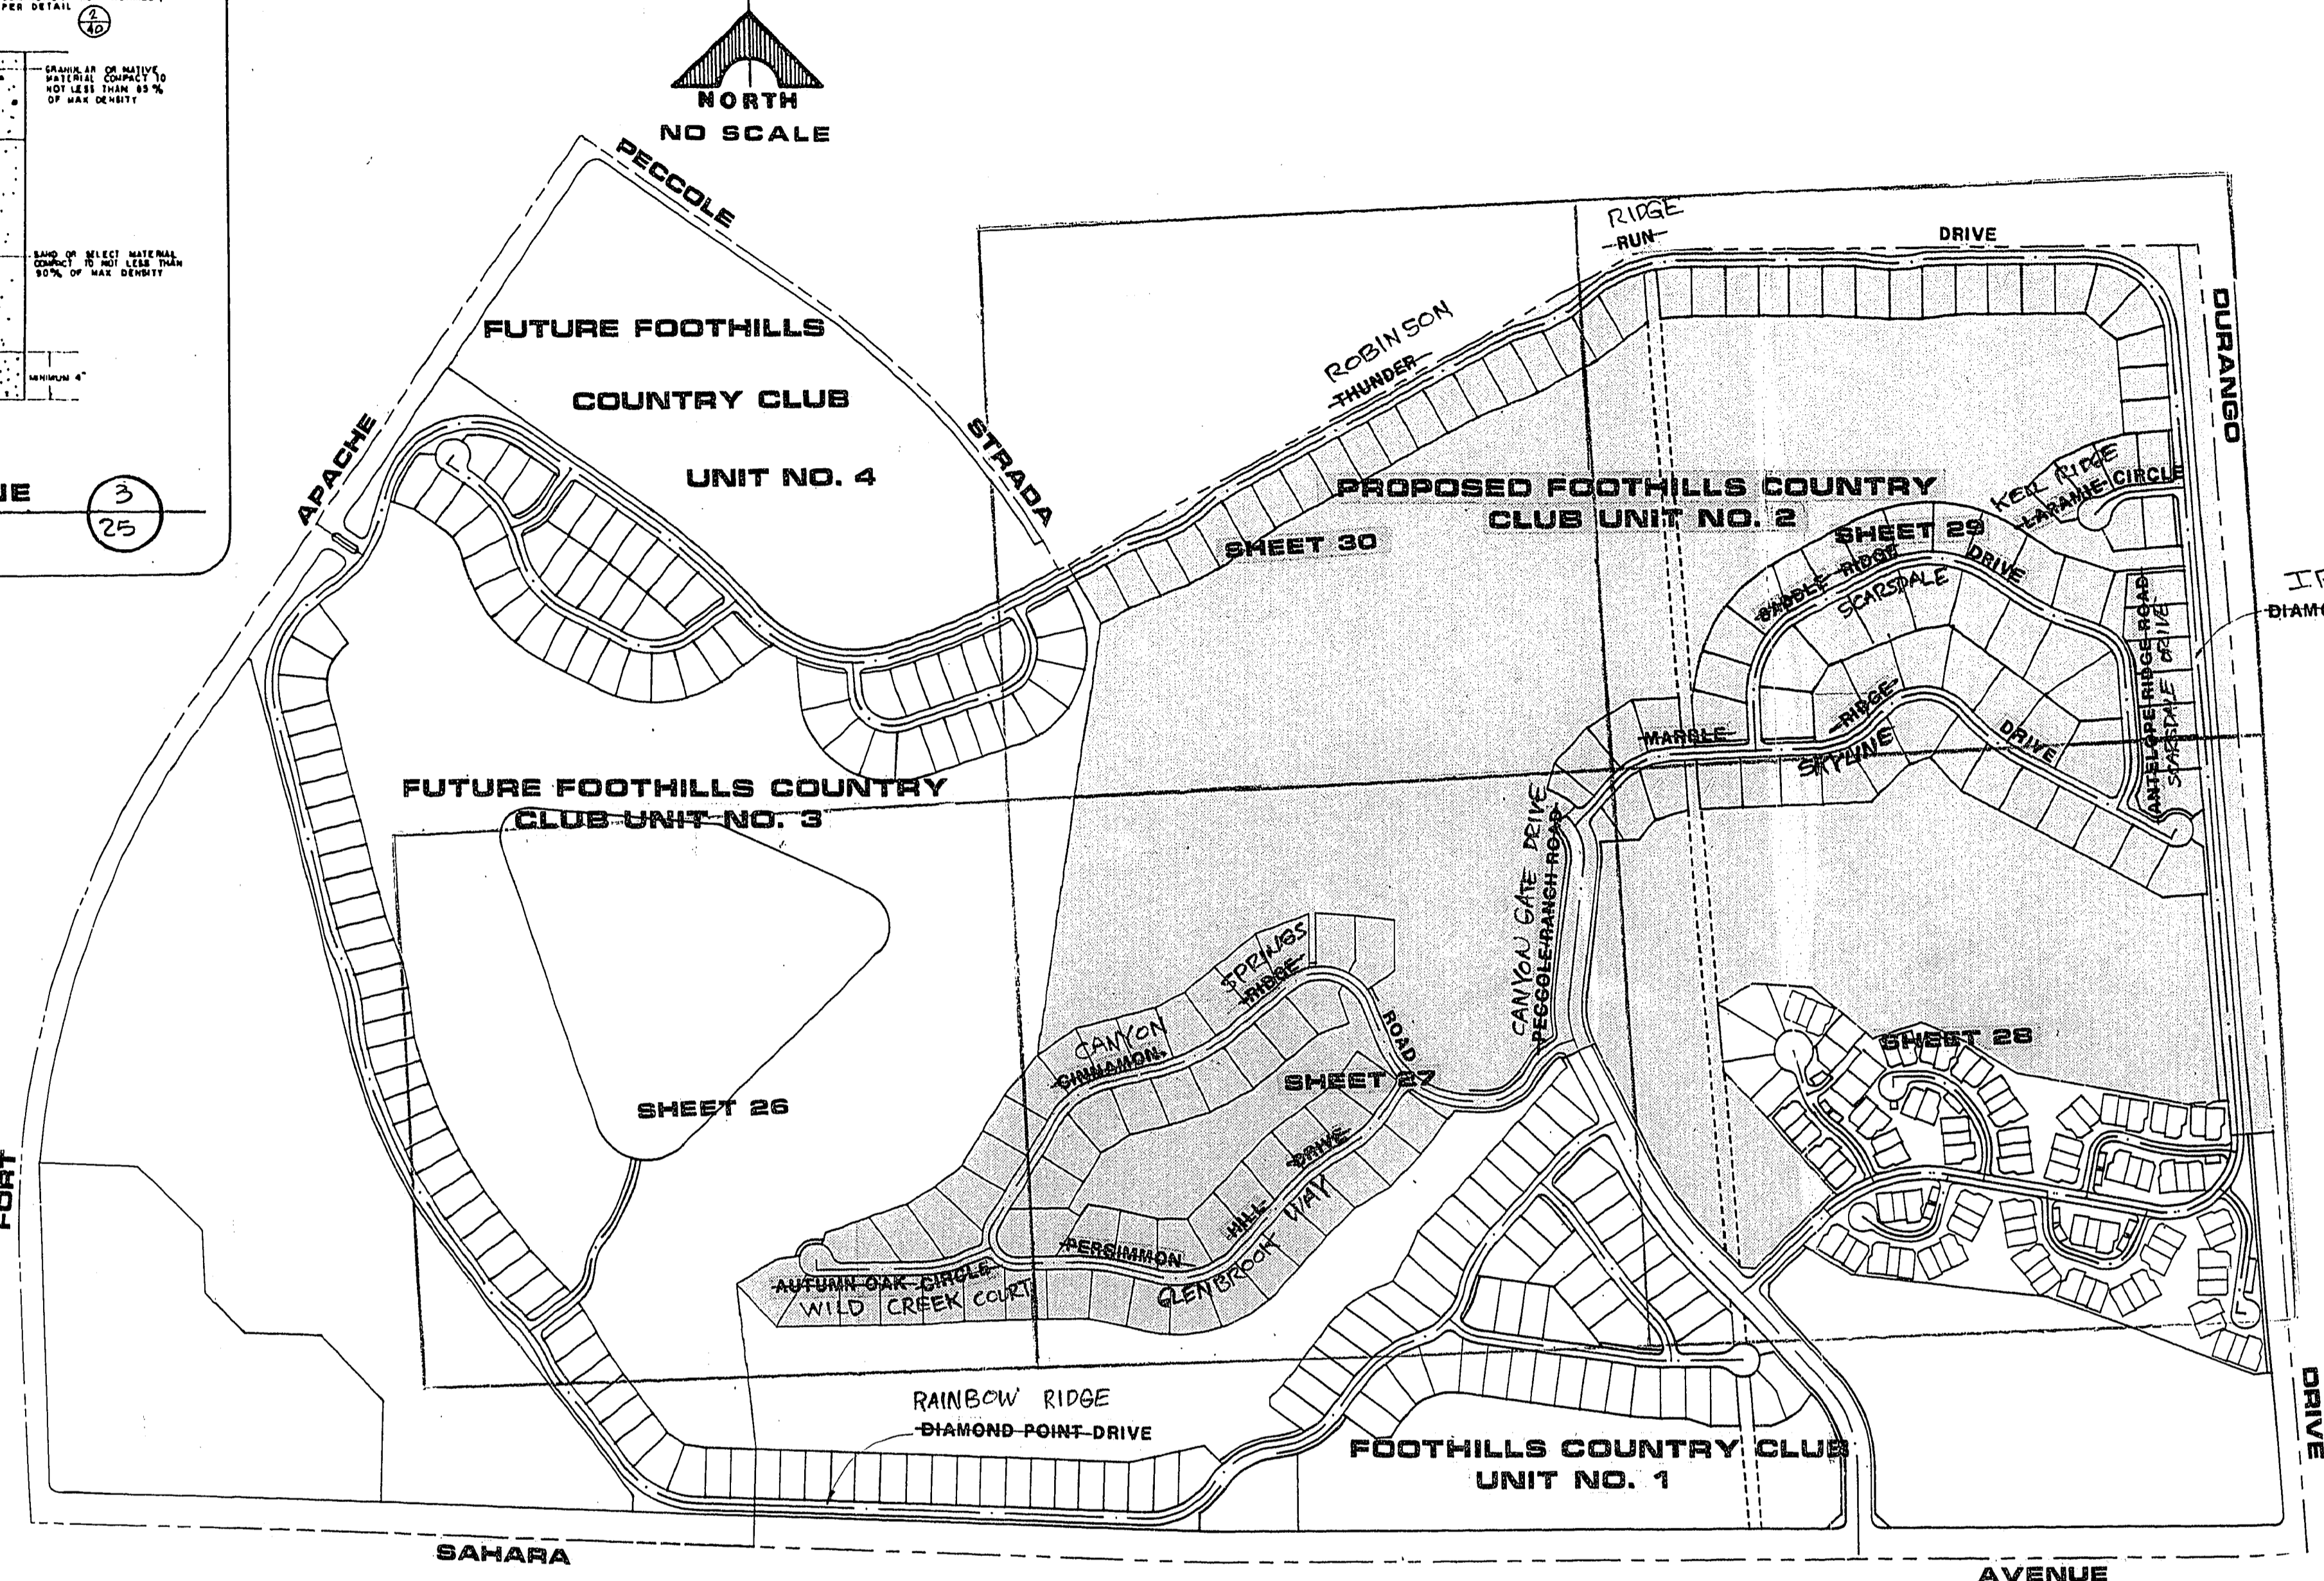 PER DETAIL
2
40
GRANULAR OR NATIVE
MATERIAL COMPACT TO
NOT LESS THAN 85%
OF MAX DENSITY
SAND OR SELECT MATERIAL
COMPACT TO NOT LESS THAN
90% OF MAX DENSITY
MINIMUM 4"
3
25
NORTH
NO SCALE
PECCOLE
STRADA
FUTURE FOOTHILLS
COUNTRY CLUB
UNIT NO. 4
APACHE
FORT
RIDGE
RUN
DRIVE
ROBINSON
THUNDER
DURANGO
DRIVE
PROPOSED FOOTHILLS COUNTRY
CLUB UNIT NO. 2
SHEET 30
KER RIDGE
LARAMIE CIRCLE
SHEET 29
SADDLE RIDGE DRIVE
SCARSDALE
ANTELOPE RIDGE ROAD
SCARSDALE DRIVE
MARBLE RIDGE DRIVE
SKYLINE
CANYON GATE DRIVE
PECCOLE RANCH ROAD
FUTURE FOOTHILLS COUNTRY
CLUB UNIT NO. 3
SPRINGS
RIDGE
CANYON
CINNAMON
ROAD
SHEET 27
SHEET 28
SHEET 26
PERSIMMON HILL DRIVE
GLENBROOK WAY
AUTUMN OAK CIRCLE
WILD CREEK COURT
RAINBOW RIDGE
DIAMOND POINT DRIVE
FOOTHILLS COUNTRY CLUB
UNIT NO. 1
SAHARA
AVENUE